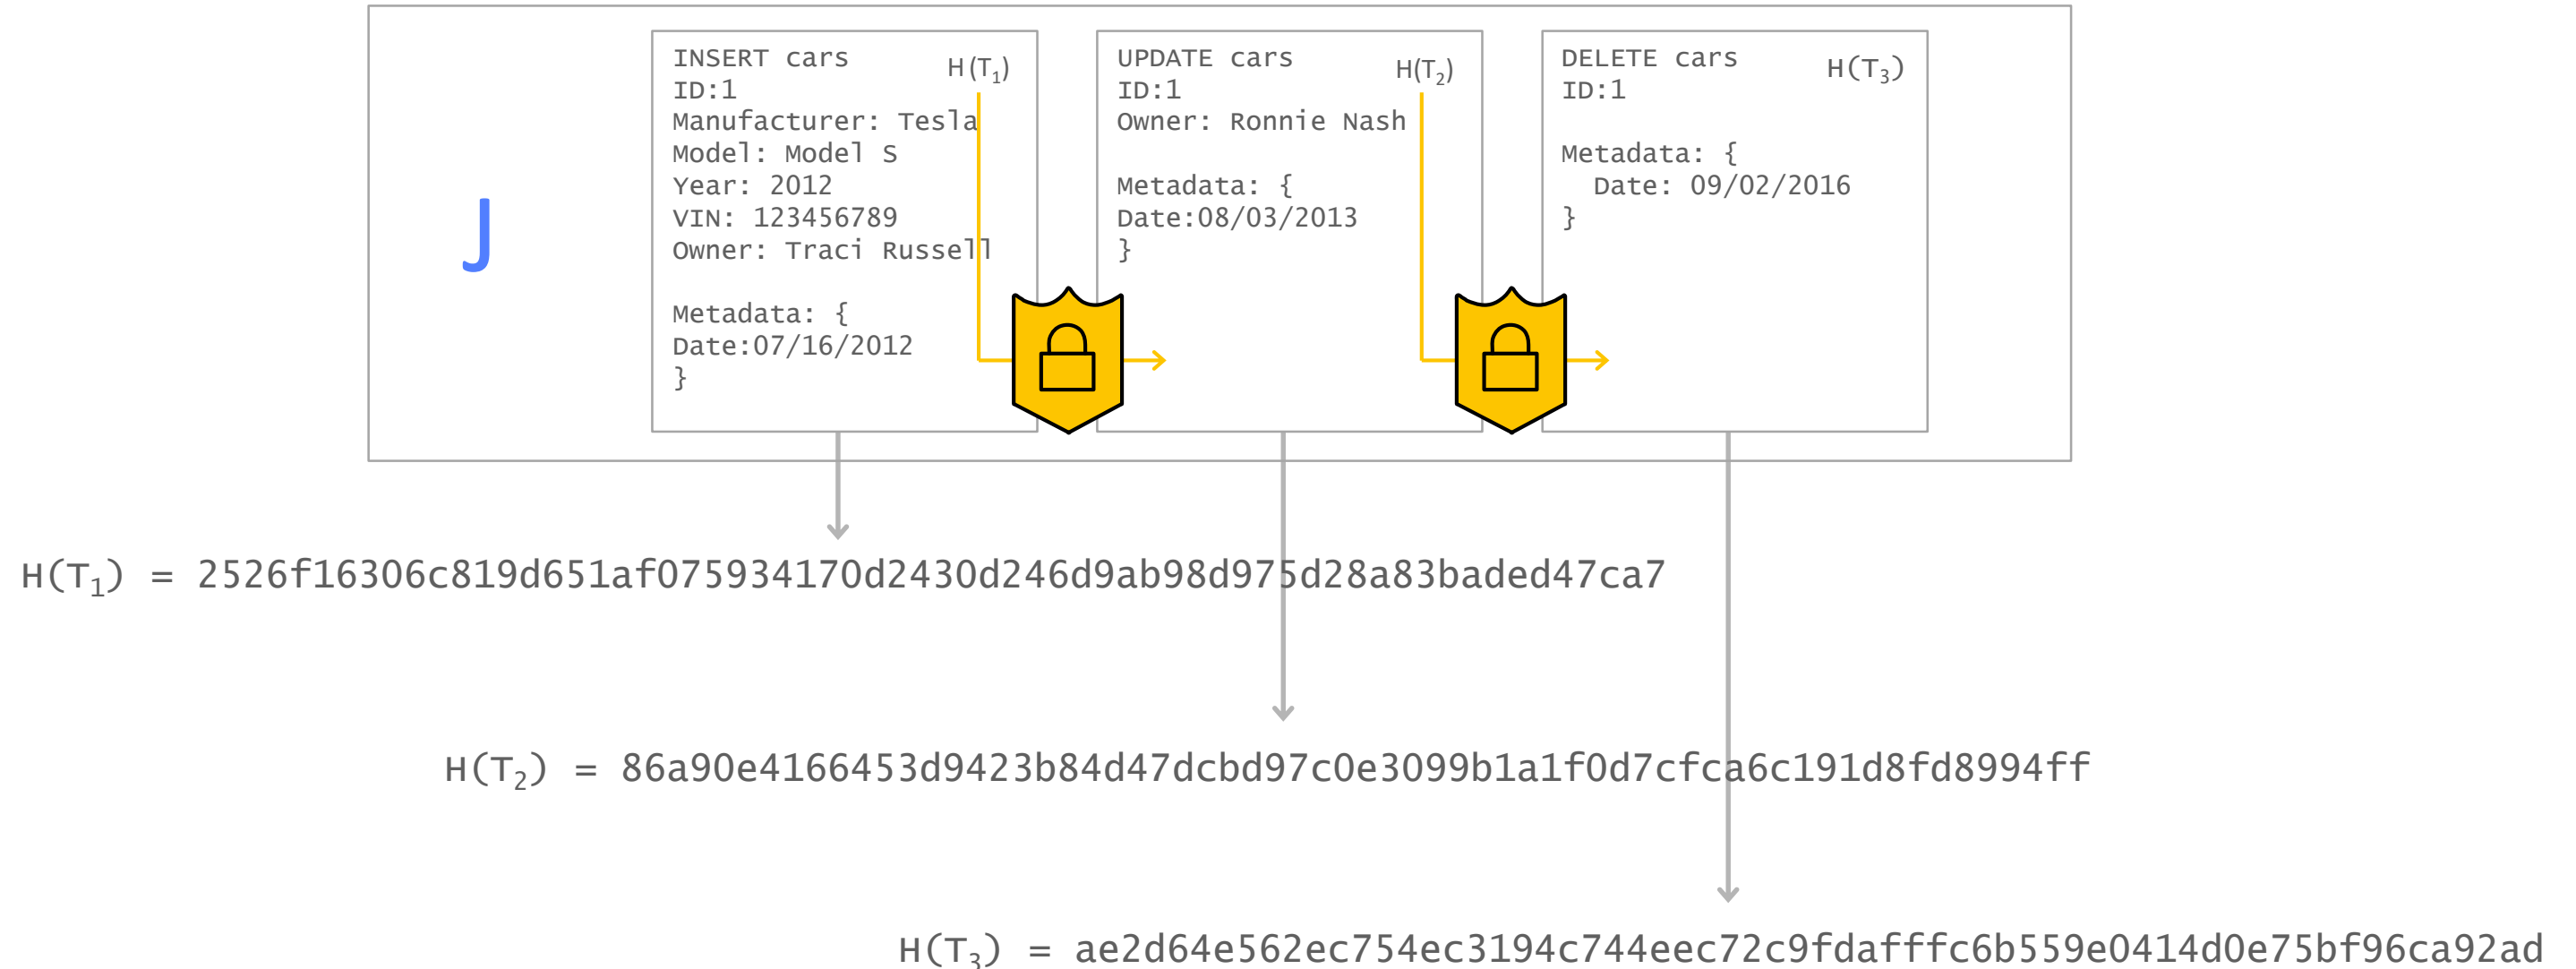 J
INSERT cars
H(T₁)
ID:1
Manufacturer: Tesla
Model: Model S
Year: 2012
VIN: 123456789
Owner: Traci Russell
Metadata: {
Date:07/16/2012
}
UPDATE cars
H(T₂)
ID:1
Owner: Ronnie Nash
Metadata: {
Date:08/03/2013
}
DELETE cars
H(T₃)
ID:1
Metadata: {
Date: 09/02/2016
}
H(T₁) = 2526f16306c819d651af075934170d2430d246d9ab98d975d28a83baded47ca7
H(T₂) = 86a90e4166453d9423b84d47dcbd97c0e3099b1a1f0d7cfca6c191d8fd8994ff
H(T₃) = ae2d64e562ec754ec3194c744eec72c9fdafffc6b559e0414d0e75bf96ca92ad